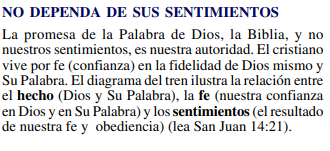 NO DEPENDA DE SUS SENTIMIENTOS
La promesa de la Palabra de Dios, la Biblia, y no
nuestros sentimientos, es nuestra autoridad. El cristiano
vive por fe (confianza) en la fidelidad de Dios mismo y
Su Palabra. El diagrama del tren ilustra la relación entre
el hecho (Dios y Su Palabra), la fe (nuestra confianza
en Dios y en Su Palabra) y los sentimientos (el resultado
de nuestra fe y obediencia) (lea San Juan 14:21).